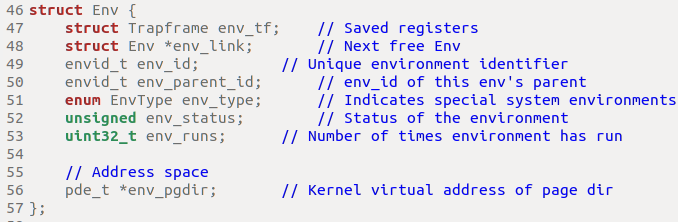 46 struct Env {
47     struct Trapframe env_tf;    // Saved registers
48     struct Env *env_link;       // Next free Env
49     envid_t env_id;         // Unique environment identifier
50     envid_t env_parent_id;      // env_id of this env's parent
51     enum EnvType env_type;      // Indicates special system environments
52     unsigned env_status;        // Status of the environment
53     uint32_t env_runs;      // Number of times environment has run
54
55     // Address space
56     pde_t *env_pgdir;       // Kernel virtual address of page dir
57 };